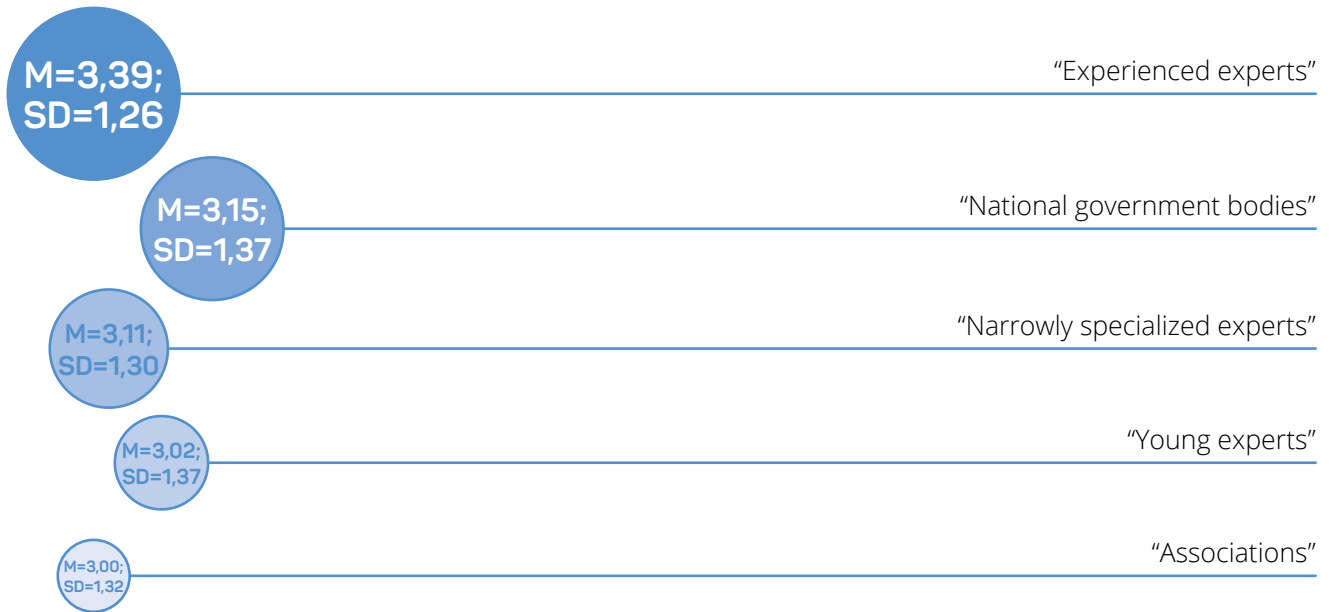 M=3,39;
SD=1,26
“Experienced experts”
M=3,15;
SD=1,37
“National government bodies”
M=3,11;
SD=1,30
“Narrowly specialized experts”
M=3,02;
SD=1,37
“Young experts”
M=3,00;
SD=1,32
“Associations”